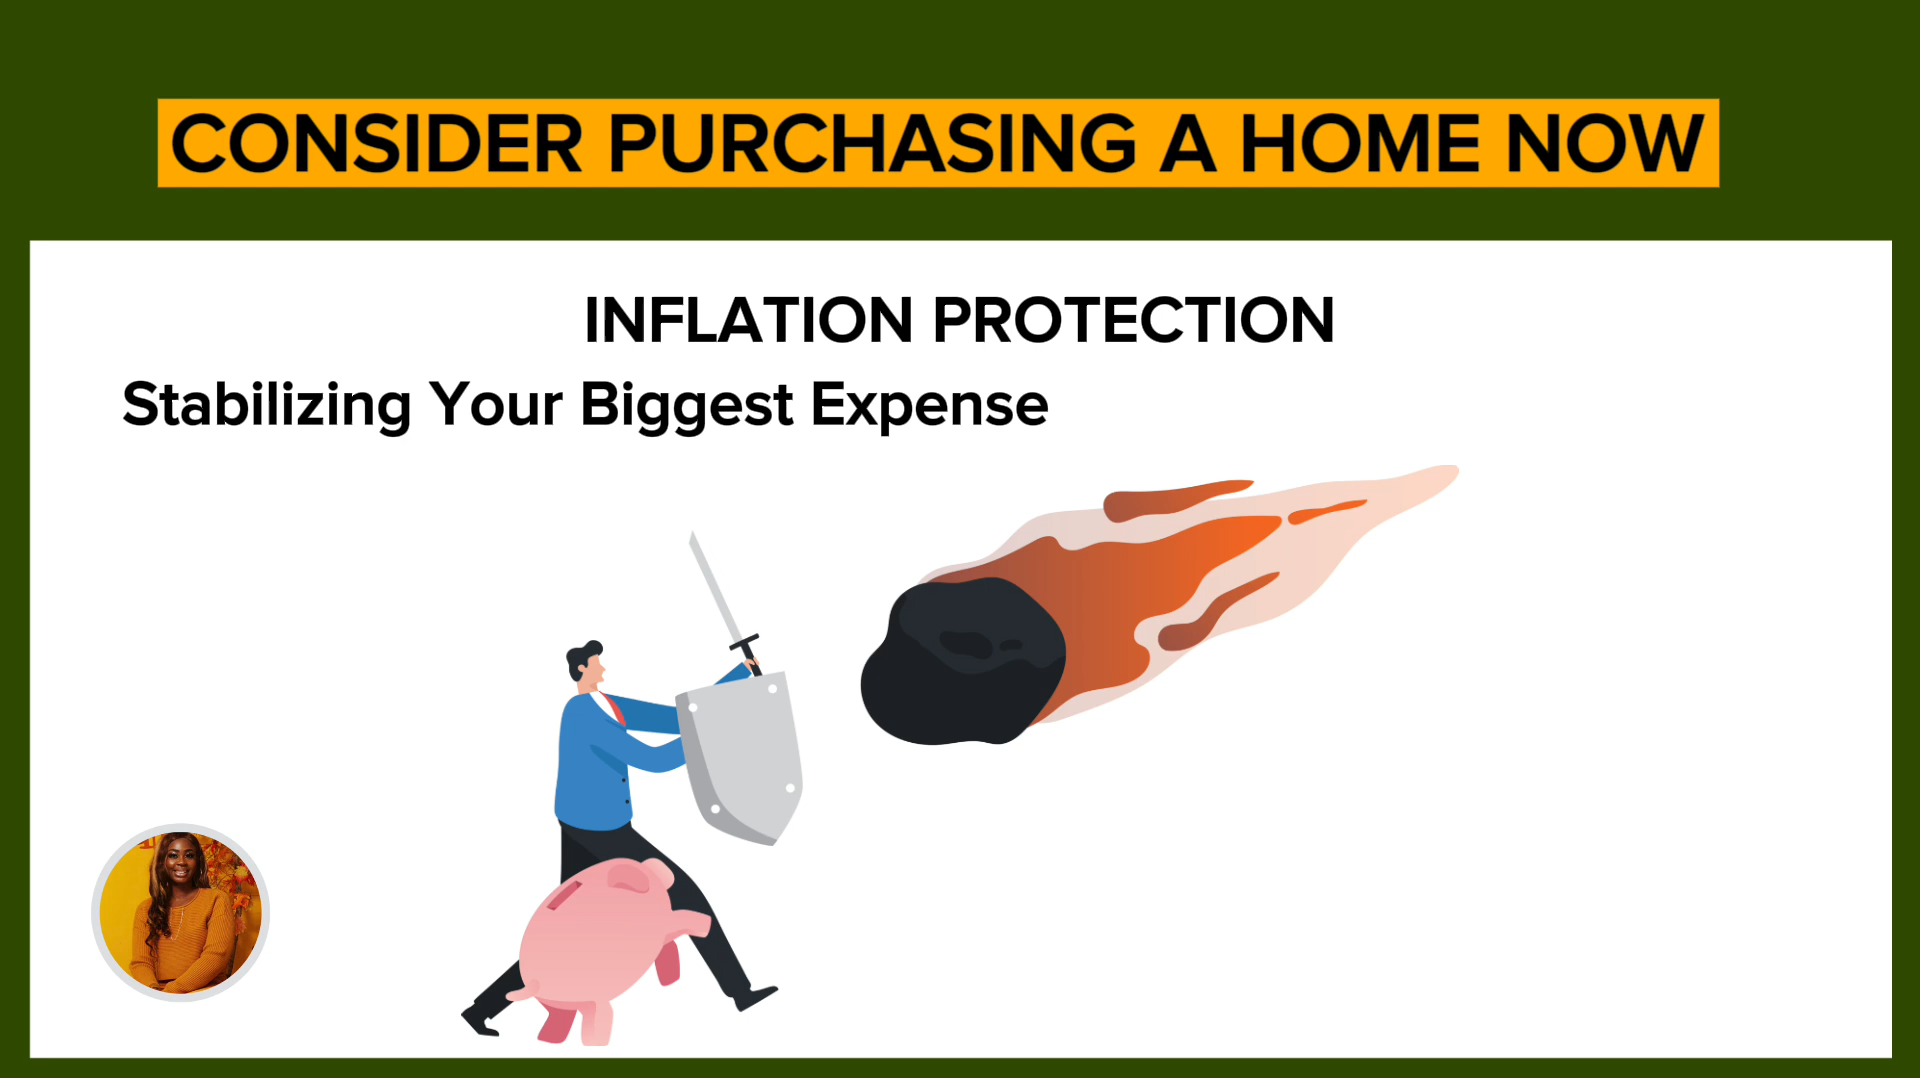 CONSIDER PURCHASING A HOME NOW
INFLATION PROTECTION
Stabilizing Your Biggest Expense